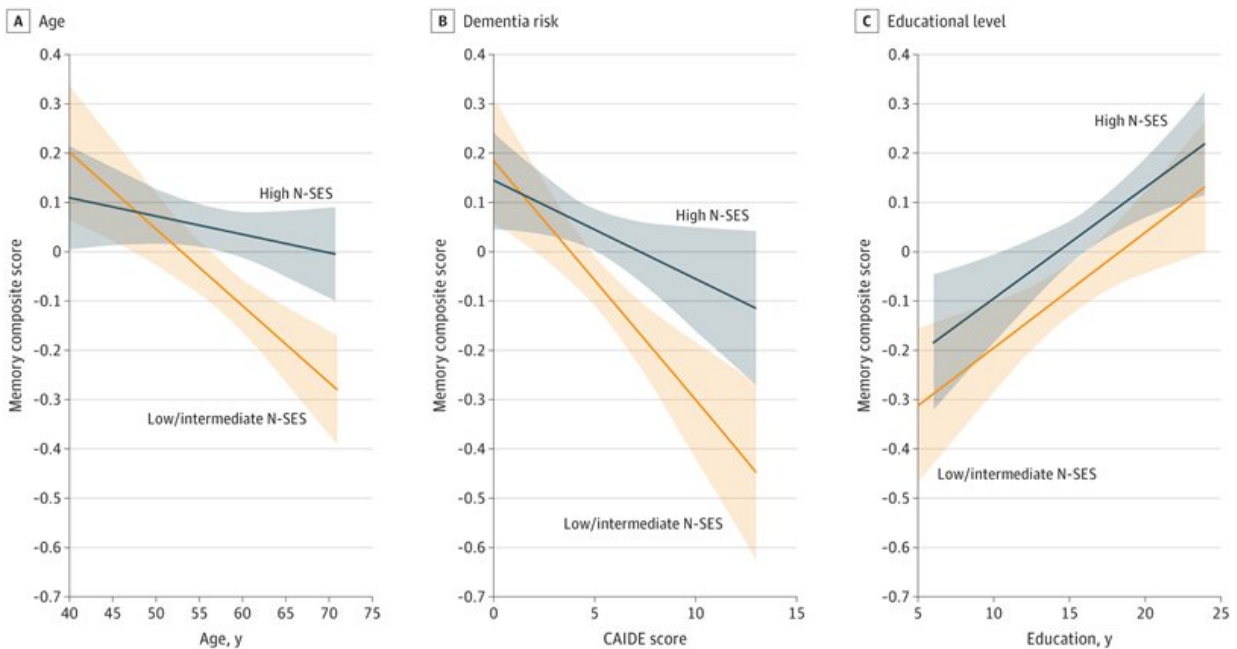 A Age
Memory composite score
0.4
0.3
0.2
0.1
0
-0.1
-0.2
-0.3
-0.4
-0.5
-0.6
-0.7
High N-SES
Low/intermediate N-SES
40 45 50 55 60 65 70 75
Age, y
B Dementia risk
Memory composite score
0.4
0.3
0.2
0.1
0
-0.1
-0.2
-0.3
-0.4
-0.5
-0.6
-0.7
High N-SES
Low/intermediate N-SES
0 5 10 15
CAIDE score
C Educational level
Memory composite score
0.4
0.3
0.2
0.1
0
-0.1
-0.2
-0.3
-0.4
-0.5
-0.6
-0.7
High N-SES
Low/intermediate N-SES
5 10 15 20 25
Education, y